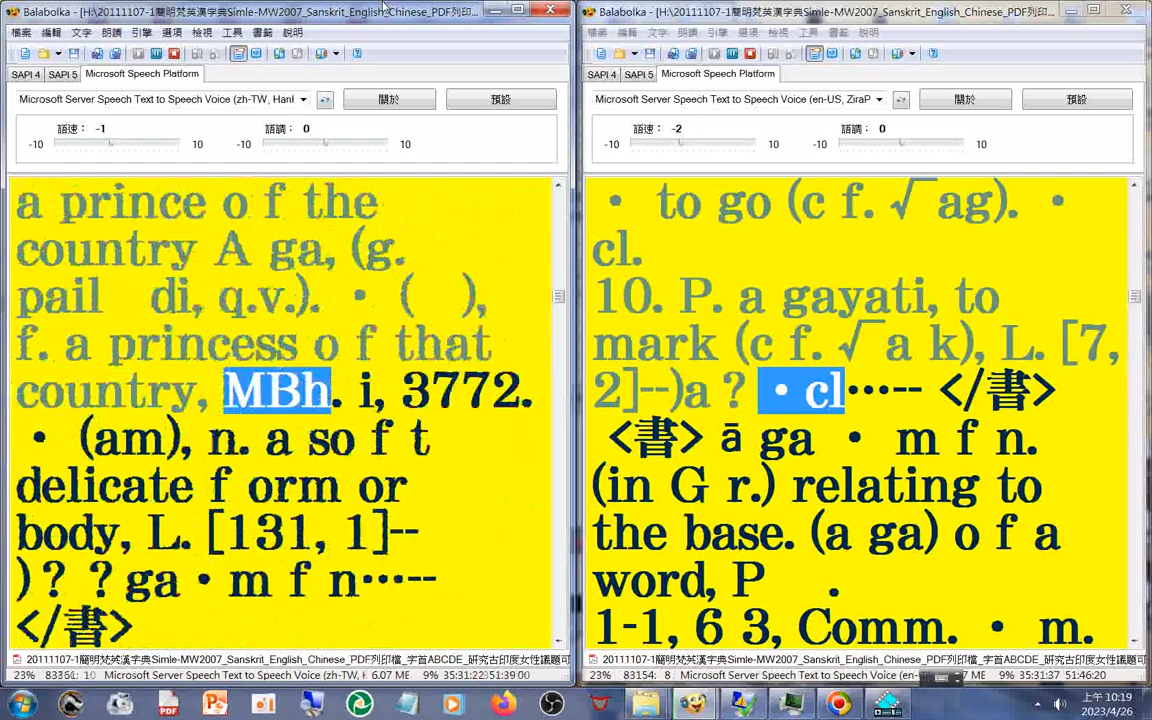 Balabolka - [H:\20111107-1簡明梵英漢字典Simle-MW2007_Sanskrit_English_Chinese_PDF列印...
檔案 編輯 文字 朗讀 引擎 選項 檢視 工具 書籤 說明
SAPI 4 SAPI 5 Microsoft Speech Platform
Microsoft Server Speech Text to Speech Voice (zh-TW, Hanl
關於 預設
語速： -1 語調： 0
-10 10 -10 10
a prince o f the
country A ga, (g.
pail di, q.v.). • ( ),
f. a princess o f that
country, MBh. i, 3772.
• (am), n. a so f t
delicate f orm or
body, L. [131, 1]--
)? ?ga • m f n…--
</書>
20111107-1簡明梵英漢字典Simle-MW2007_Sanskrit_English_Chinese_PDF列印檔_字首ABCDE_研究古印度女性議題可
23% 83364: 10 Microsoft Server Speech Text to Speech Voice (zh-TW, H 6.07 MB 9% 35:31:22\351:39:00
Balabolka - [H:\20111107-1簡明梵英漢字典Simle-MW2007_Sanskrit_English_Chinese_PDF列印...
檔案 編輯 文字 朗讀 引擎 選項 檢視 工具 書籤 說明
SAPI 4 SAPI 5 Microsoft Speech Platform
Microsoft Server Speech Text to Speech Voice (en-US, ZiraP
關於 預設
語速： -2 語調： 0
-10 10 -10 10
• to go (c f. √ ag). •
cl.
10. P. a gayati, to
mark (c f. √ a k), L. [7,
2]--)a ? • cl…-- </書>
<書> ā ga • m f n.
(in G r.) relating to
the base. (a ga) o f a
word, P .
1-1, 6 3, Comm. • m.
20111107-1簡明梵英漢字典Simle-MW2007_Sanskrit_English_Chinese_PDF列印檔_字首ABCDE_研究古印度女性議題可
23% 83154: 8 Microsoft Server Speech Text to Speech Voice (en-US, 9% 35:31:37\351:46:20
上午 10:19
2023/4/26